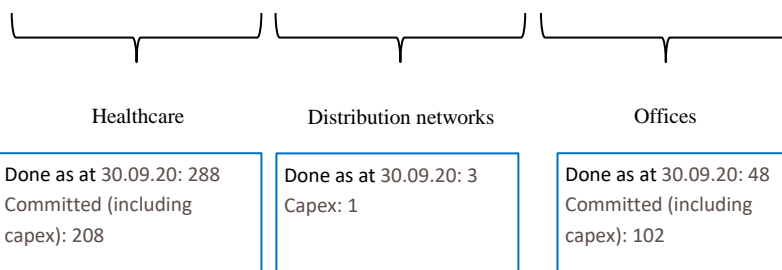 Healthcare
Distribution networks
Offices
Done as at 30.09.20: 288
Committed (including
capex): 208
Done as at 30.09.20: 3
Capex: 1
Done as at 30.09.20: 48
Committed (including
capex): 102